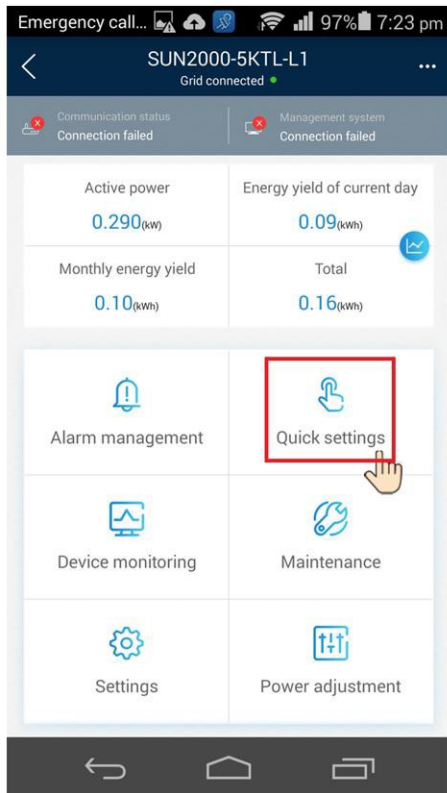 Emergency call... 97% 7:23 pm
SUN2000-5KTL-L1
Grid connected
Communication status
Connection failed
Management system
Connection failed
Active power
0.290(kW)
Energy yield of current day
0.09(kWh)
Monthly energy yield
0.10(kWh)
Total
0.16(kWh)
Alarm management
Quick settings
Device monitoring
Maintenance
Settings
Power adjustment